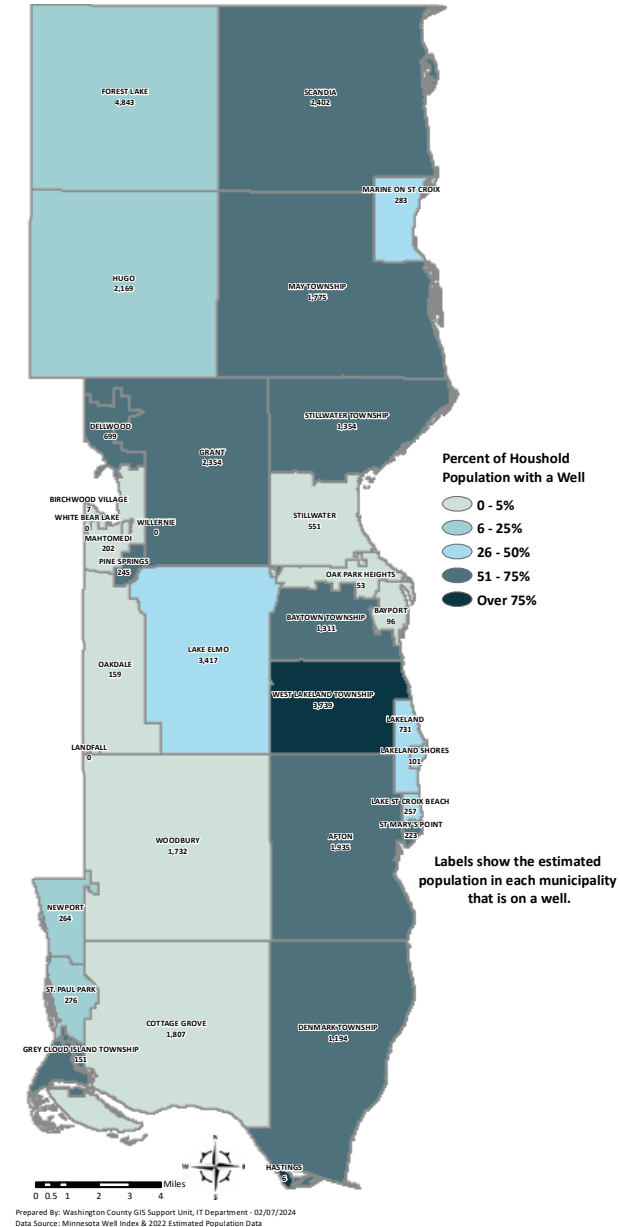 FOREST LAKE
4,843
SCANDIA
2,402
MARINE ON ST CROIX
283
HUGO
2,169
MAY TOWNSHIP
1,775
DELLWOOD
699
GRANT
2,354
STILLWATER TOWNSHIP
1,354
BIRCHWOOD VILLAGE
7
WHITE BEAR LAKE
0
WILLERNIE
0
MAHTOMEDI
202
PINE SPRINGS
245
STILLWATER
551
OAK PARK HEIGHTS
53
BAYPORT
96
BAYTOWN TOWNSHIP
1,311
LAKE ELMO
3,417
OAKDALE
159
WEST LAKELAND TOWNSHIP
3,739
LAKELAND
731
LAKELAND SHORES
101
LANDFALL
0
LAKE ST CROIX BEACH
257
ST MARY'S POINT
223
WOODBURY
1,732
AFTON
1,935
NEWPORT
264
ST. PAUL PARK
276
COTTAGE GROVE
1,807
DENMARK TOWNSHIP
1,194
GREY CLOUD ISLAND TOWNSHIP
151
HASTINGS
5
Percent of Houshold
Population with a Well
0 - 5%
6 - 25%
26 - 50%
51 - 75%
Over 75%
Labels show the estimated
population in each municipality
that is on a well.
N
W E
S
Miles
0 0.5 1 2 3 4
Prepared By: Washington County GIS Support Unit, IT Department - 02/07/2024
Data Source: Minnesota Well Index & 2022 Estimated Population Data